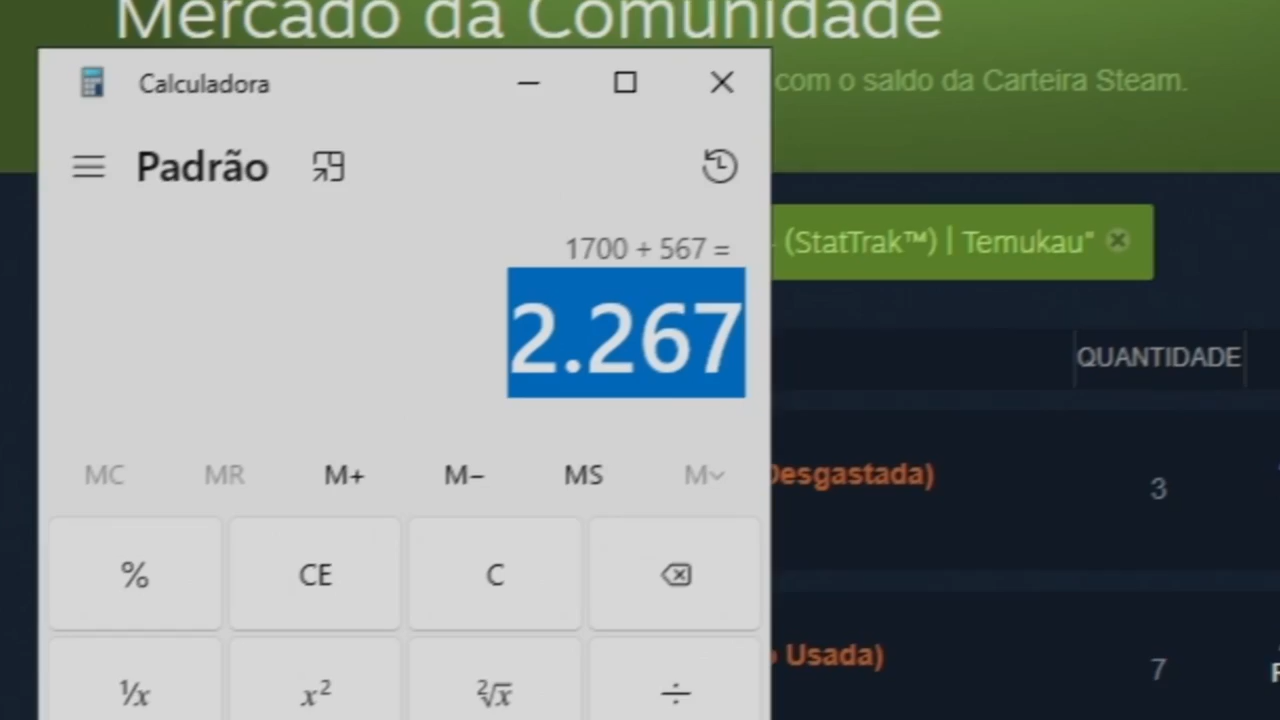 Mercado da Comunidade
com o saldo da Carteira Steam.
Calculadora
Padrão
1700 + 567 =
2.267
(StatTrak™) | Temukau"
QUANTIDADE
MC MR M+ M− MS M
Desgastada)
3
% CE C
Usada)
7
¹/x x² ²√x ÷